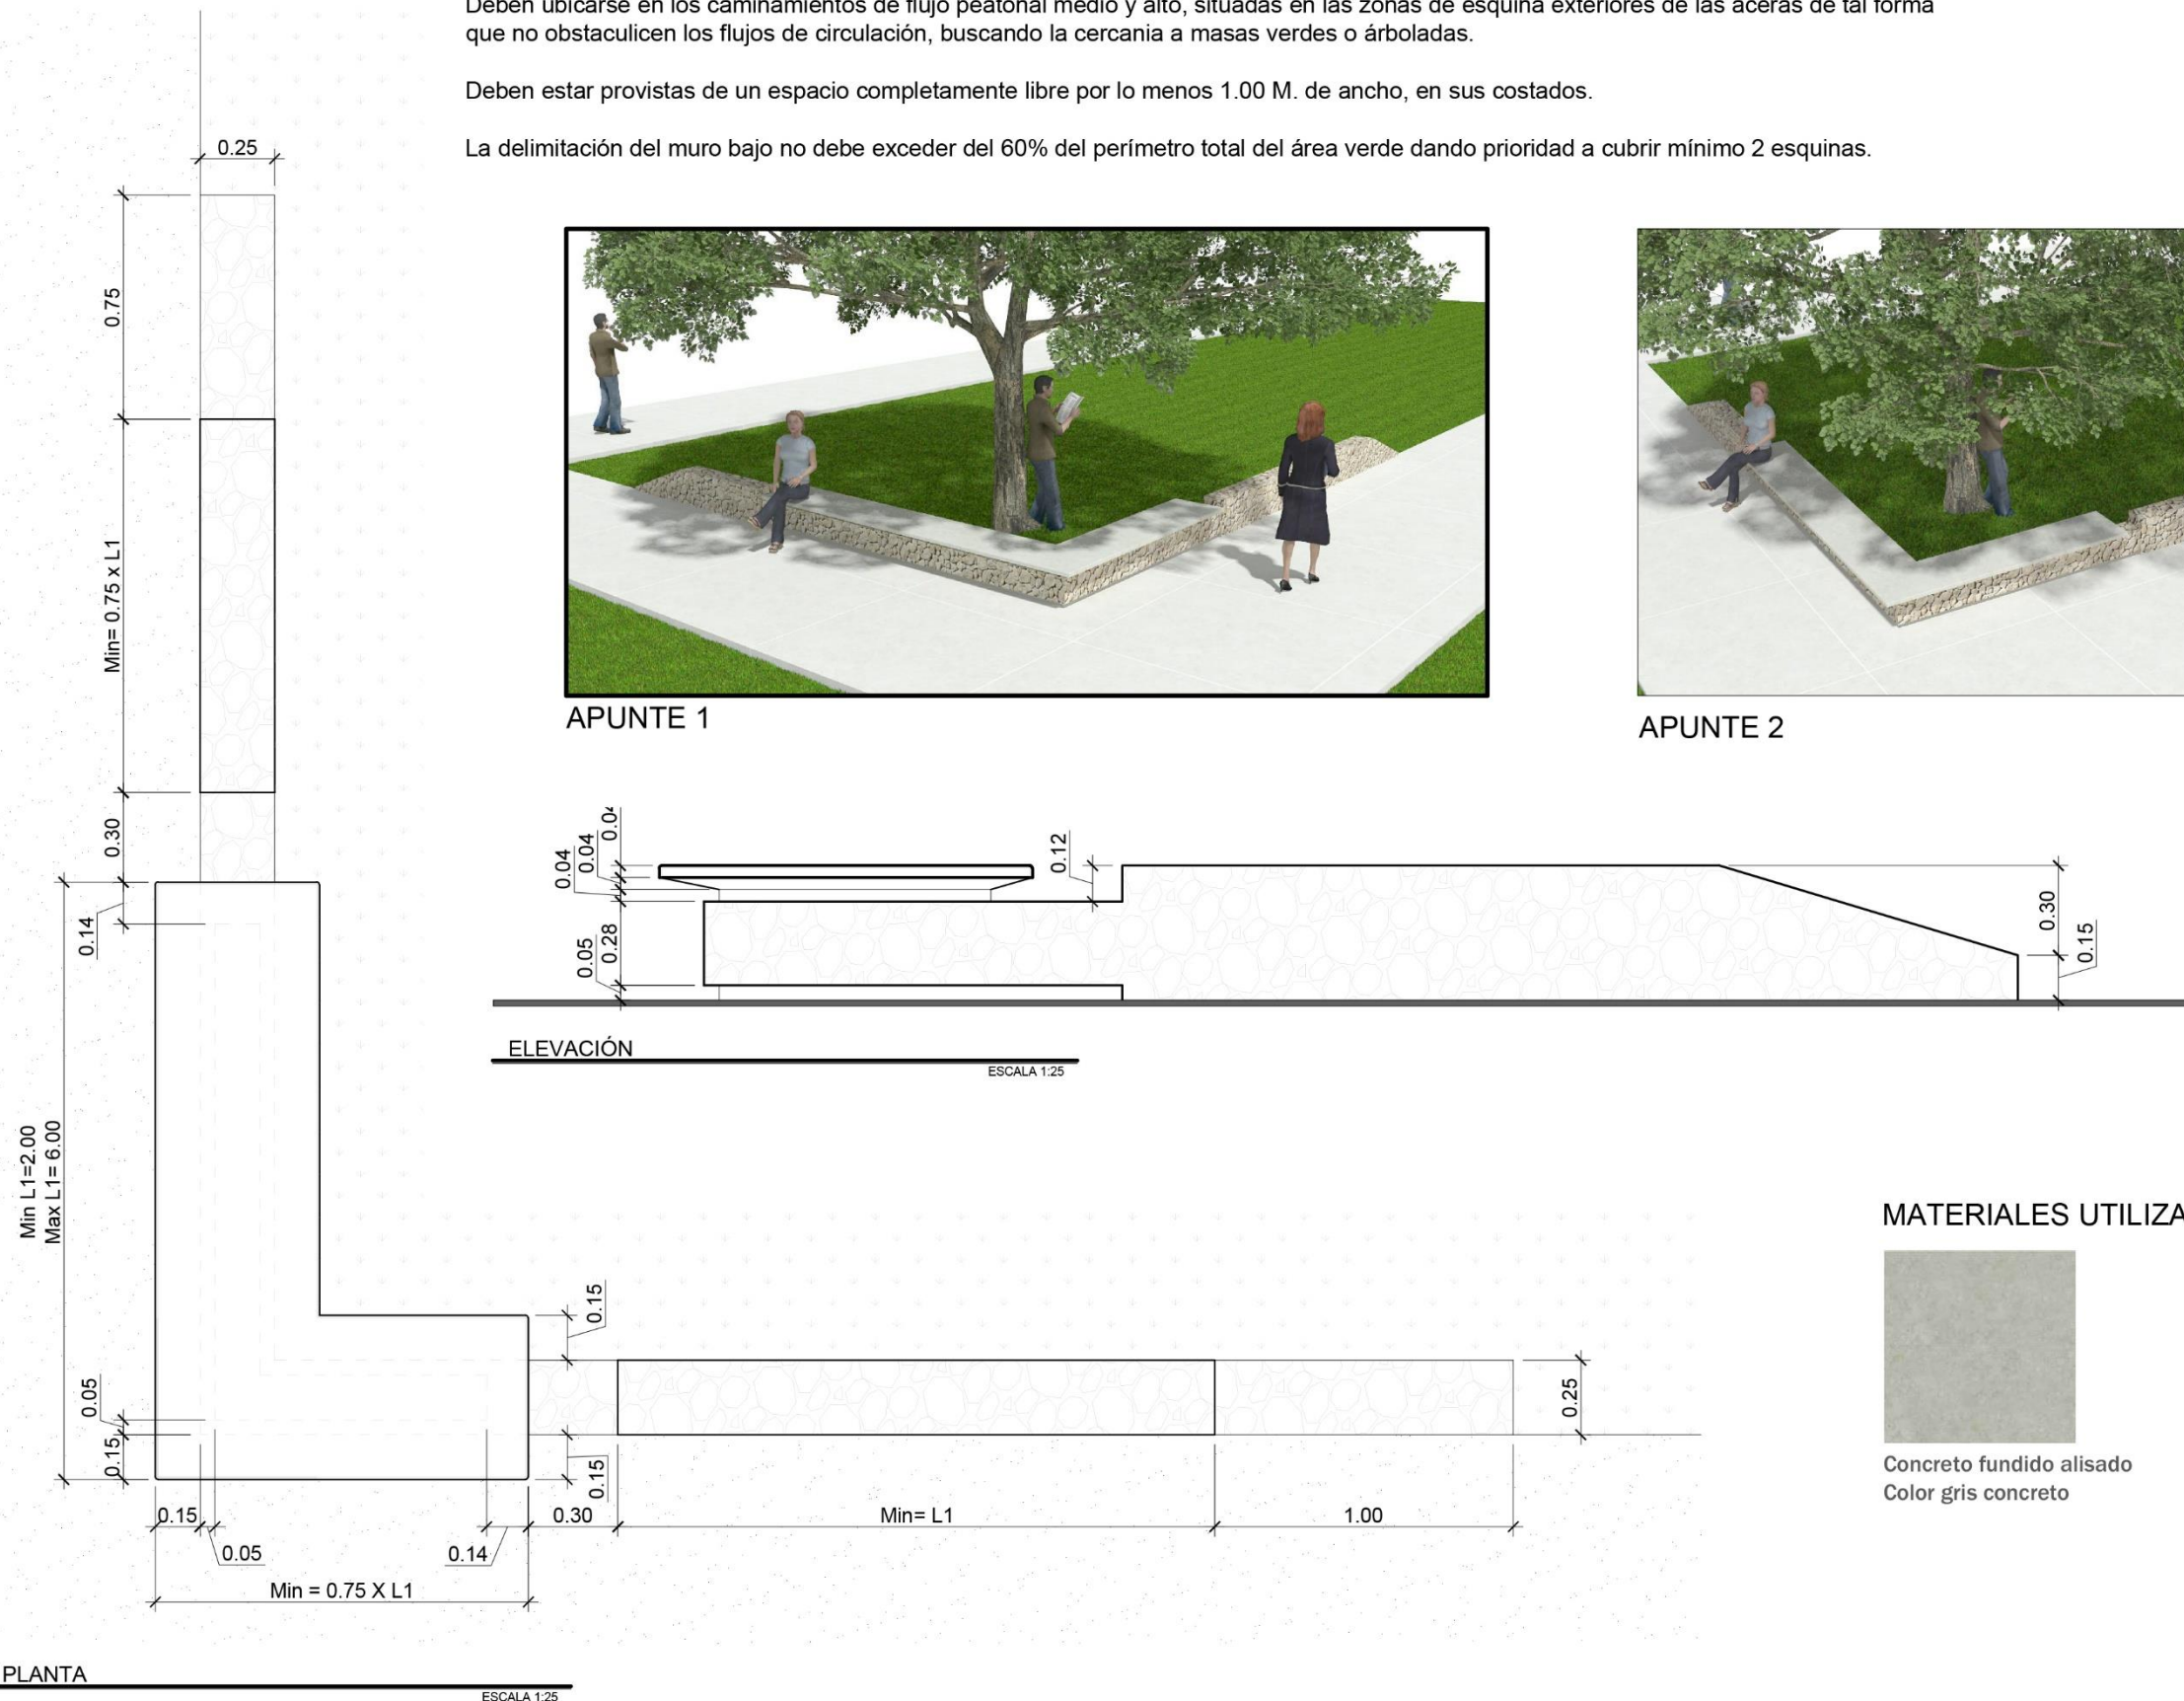 Deben ubicarse en los caminamientos de flujo peatonal medio y alto, situadas en las zonas de esquina exteriores de las aceras de tal forma
que no obstaculicen los flujos de circulación, buscando la cercania a masas verdes o árboladas.
Deben estar provistas de un espacio completamente libre por lo menos 1.00 M. de ancho, en sus costados.
La delimitación del muro bajo no debe exceder del 60% del perímetro total del área verde dando prioridad a cubrir mínimo 2 esquinas.
0.25
0.75
Min= 0.75 x L1
0.30
0.14
Min L1=2.00
Max L1= 6.00
0.05
0.15
APUNTE 1
APUNTE 2
0.04
0.04
0.12
0.28
0.05
0.30
0.15
ELEVACIÓN
ESCALA 1:25
0.15
0.15
0.25
0.15
0.05
0.14
0.30
Min= L1
1.00
Min = 0.75 X L1
MATERIALES UTILIZA
Concreto fundido alisado
Color gris concreto
PLANTA
ESCALA 1:25